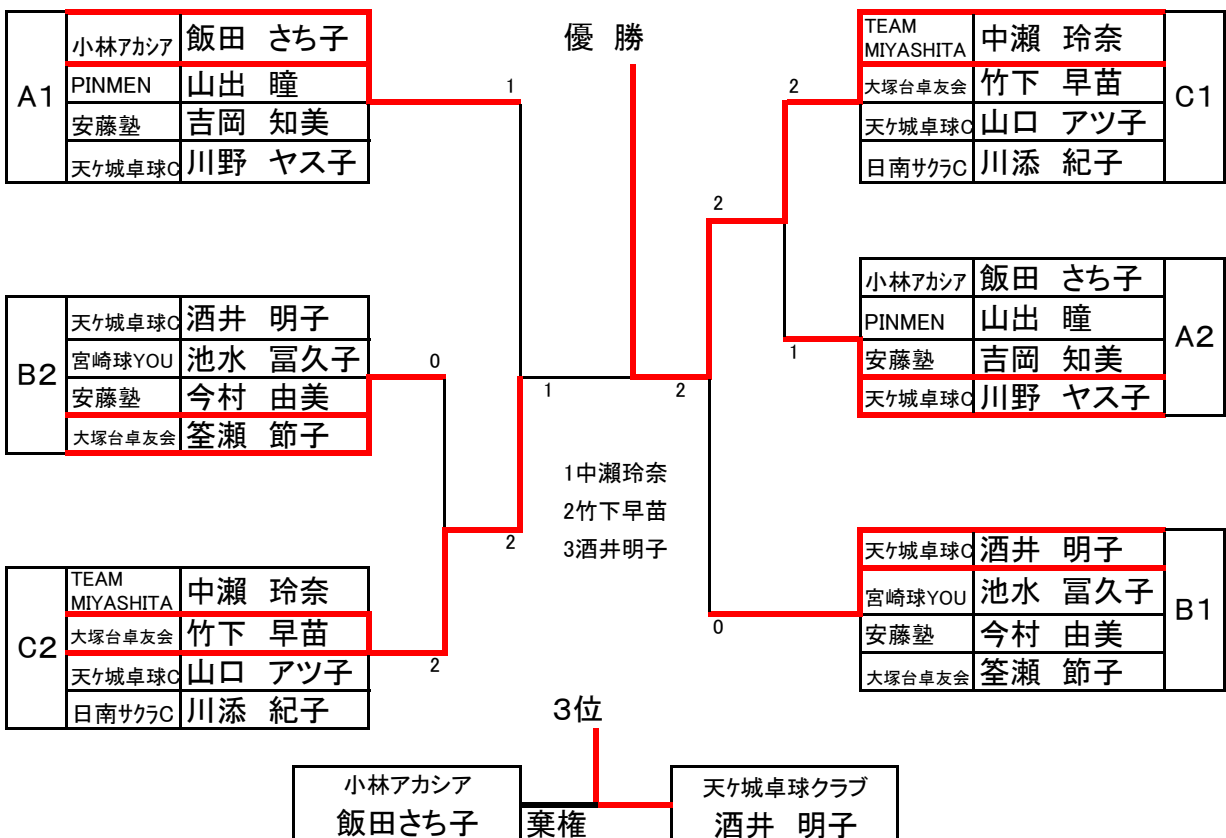 優 勝
A1
小林アカシア 飯田 さち子
PINMEN 山出 瞳
安藤塾 吉岡 知美
天ケ城卓球C 川野 ヤス子
1
B2
天ケ城卓球C 酒井 明子
宮崎球YOU 池水 冨久子
安藤塾 今村 由美
大塚台卓友会 筌瀬 節子
0
C2
TEAM
MIYASHITA 中瀬 玲奈
大塚台卓友会 竹下 早苗
天ケ城卓球C 山口 アツ子
日南サクラC 川添 紀子
2
2
1
2
1中瀬玲奈
2竹下早苗
3酒井明子
TEAM
MIYASHITA 中瀬 玲奈
大塚台卓友会 竹下 早苗
天ケ城卓球C 山口 アツ子
日南サクラC 川添 紀子
C1
2
2
小林アカシア 飯田 さち子
PINMEN 山出 瞳
安藤塾 吉岡 知美
天ケ城卓球C 川野 ヤス子
A2
1
天ケ城卓球C 酒井 明子
宮崎球YOU 池水 冨久子
安藤塾 今村 由美
大塚台卓友会 筌瀬 節子
B1
0
3位
小林アカシア
飯田さち子
棄権
天ケ城卓球クラブ
酒井 明子